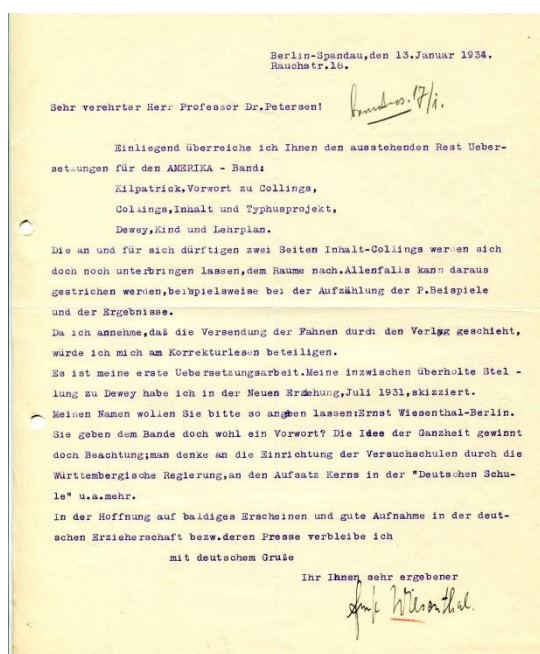 Berlin-Spandau,den 13.Januar 1934.
Rauchstr.18.
17/1.
Sehr verehrter Herr Professor Dr.Petersen!
Einliegend überreiche ich Ihnen den ausstehenden Rest Ueber-
setzungen für den AMERIKA - Band:
Kilpatrick,Vorwort zu Collings,
Collings,Inhalt und Typhusprojekt,
Dewey,Kind und Lehrplan.
Die an und für sich dürftigen zwei Seiten Inhalt-Collings werden sich
doch noch unterbringen lassen,dem Raume nach.Allenfalls kann daraus
gestrichen werden,beispielsweise bei der Aufzählung der P.Beispiele
und der Ergebnisse.
Da ich annehme,daß die Versendung der Fahnen durch den Verlag geschieht,
würde ich mich am Korrekturlesen beteiligen.
Es ist meine erste Uebersetzungsarbeit.Meine inzwischen überholte Stel -
lung zu Dewey habe ich in der Neuen Erziehung,Juli 1931,skizziert.
Meinen Namen wollen Sie bitte so angeben lassen:Ernst Wiesenthal-Berlin.
Sie geben dem Bande doch wohl ein Vorwort? Die Idee der Ganzheit gewinnt
doch Beachtung;man denke an die Einrichtung der Versuchschulen durch die
Württembergische Regierung,an den Aufsatz Kerns in der "Deutschen Schu-
le" u.a.mehr.
In der Hoffnung auf baldiges Erscheinen und gute Aufnahme in der deut-
schen Erzieherschaft bezw.deren Presse verbleibe ich
mit deutschem Gruße
Ihr Ihnen sehr ergebener
Ernst Wiesenthal.